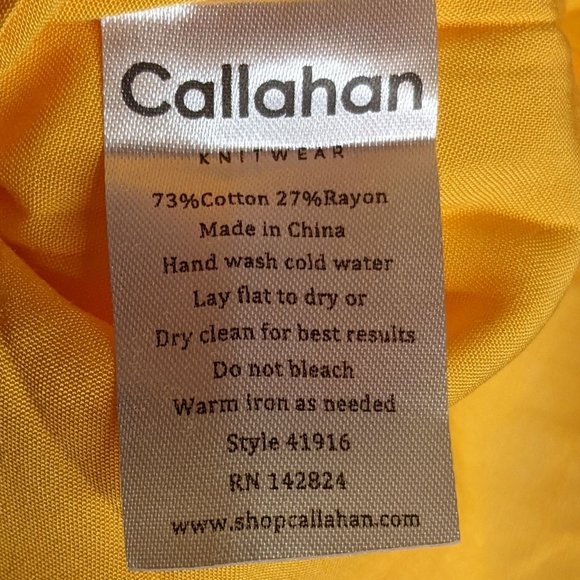 Callahan
KNITWEAR
73%Cotton 27%Rayon
Made in China
Hand wash cold water
Lay flat to dry or
Dry clean for best results
Do not bleach
Warm iron as needed
Style 41916
RN 142824
www.shopcallahan.com